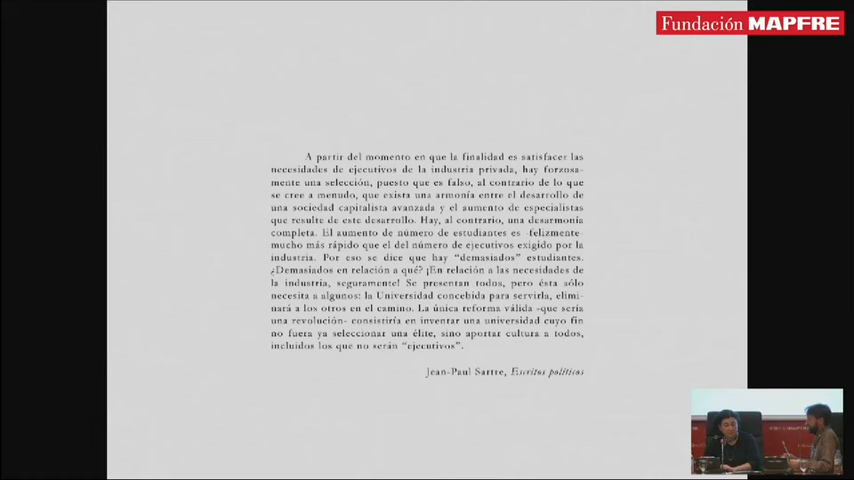 Fundación MAPFRE
A partir del momento en que la finalidad es satisfacer las
necesidades de ejecutivos de la industria privada, hay forzosa-
mente una selección, puesto que es falso, al contrario de lo que
se cree a menudo, que exista una armonía entre el desarrollo de
una sociedad capitalista avanzada y el aumento de especialistas
que resulte de este desarrollo. Hay, al contrario, una desarmonía
completa. El aumento de número de estudiantes es -felizmente-
mucho más rápido que el del número de ejecutivos exigido por la
industria. Por eso se dice que hay “demasiados” estudiantes.
¿Demasiados en relación a qué? ¡En relación a las necesidades de
la industria, seguramente! Se presentan todos, pero ésta sólo
necesita a algunos: la Universidad concebida para servirla, elimi-
nará a los otros en el camino. La única reforma válida -que sería
una revolución- consistiría en inventar una universidad cuyo fin
no fuera ya seleccionar una élite, sino aportar cultura a todos,
incluidos los que no serán “ejecutivos”.
Jean-Paul Sartre, Escritos políticos